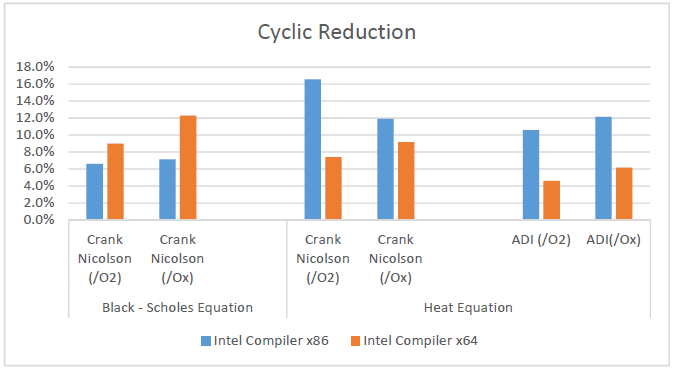 Cyclic Reduction
18.0%
16.0%
14.0%
12.0%
10.0%
8.0%
6.0%
4.0%
2.0%
0.0%
Crank
Nicolson
(/O2)
Crank
Nicolson
(/Ox)
Crank
Nicolson
(/O2)
Crank
Nicolson
(/Ox)
ADI (/O2)
ADI(/Ox)
Black - Scholes Equation
Heat Equation
Intel Compiler x86
Intel Compiler x64